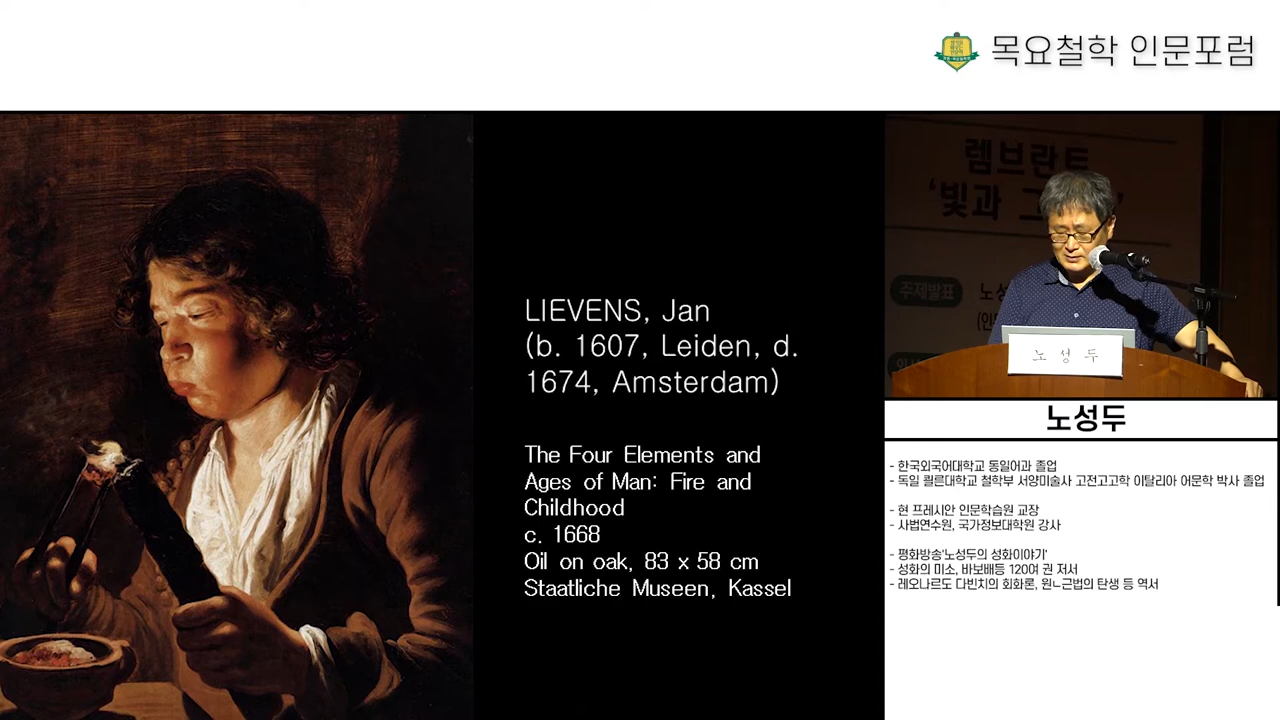 목요철학 인문포럼
LIEVENS, Jan
(b. 1607, Leiden, d.
1674, Amsterdam)
The Four Elements and
Ages of Man: Fire and
Childhood
c. 1668
Oil on oak, 83 x 58 cm
Staatliche Museen, Kassel
렘브란트
'빛과 그
주제발표 노성
노 성 두
노성두
- 한국외국어대학교 동일어과 졸업
- 독일 쾰른대학교 철학부 서양미술사 고전고고학 이탈리아 어문학 박사 졸업
- 현 프레시안 인문학습원 교장
- 사법연수원, 국가정보대학원 강사
- 평화방송'노성두의 성화이야기'
- 성화의 미소, 바보배등 120여 권 저서
- 레오나르도 다빈치의 회화론, 원ㄴ근법의 탄생 등 역서